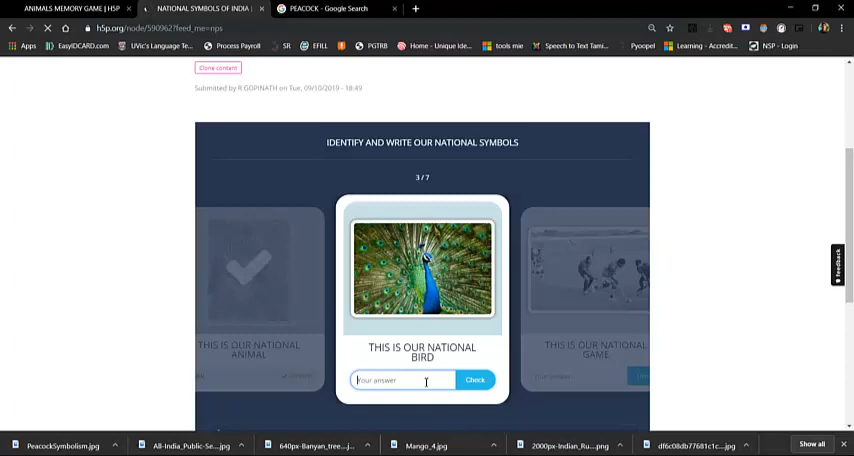 ANIMALS MEMORY GAME | H5P
NATIONAL SYMBOLS OF INDIA |
PEACOCK - Google Search
h5p.org/node/590962?feed_me=nps
Apps
EasyIDCARD.com
UVic's Language Te...
Process Payroll
SR
EFILL
PGTRB
Home - Unique Ide...
tools mie
Speech to Text Tami...
Pyoopel
Learning - Accredit...
NSP - Login
Clone content
Submitted by R GOPINATH on Tue, 09/10/2019 - 18:49
IDENTIFY AND WRITE OUR NATIONAL SYMBOLS
3 / 7
THIS IS OUR NATIONAL
ANIMAL
THIS IS OUR NATIONAL
BIRD
Your answer
Check
THIS IS OUR NATIONAL
GAME
Your answer
feedback
PeacockSymbolism.jpg
All-India_Public-Se...jpg
640px-Banyan_tree...j...
Mango_4.jpg
2000px-Indian_Ru...png
df6c08db77681c1c...jpg
Show all